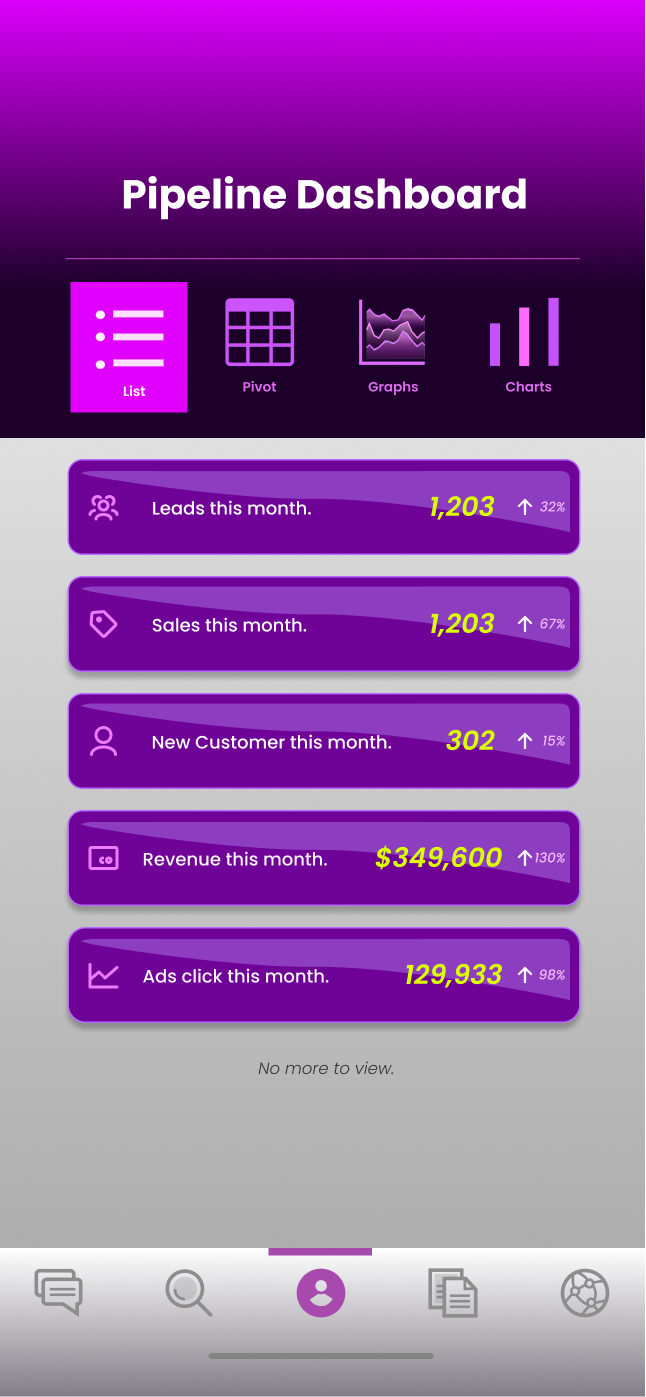 Pipeline Dashboard
List
Pivot
Graphs
Charts
Leads this month. 1,203 32%
Sales this month. 1,203 67%
New Customer this month. 302 15%
Revenue this month. $349,600 130%
Ads click this month. 129,933 98%
No more to view.